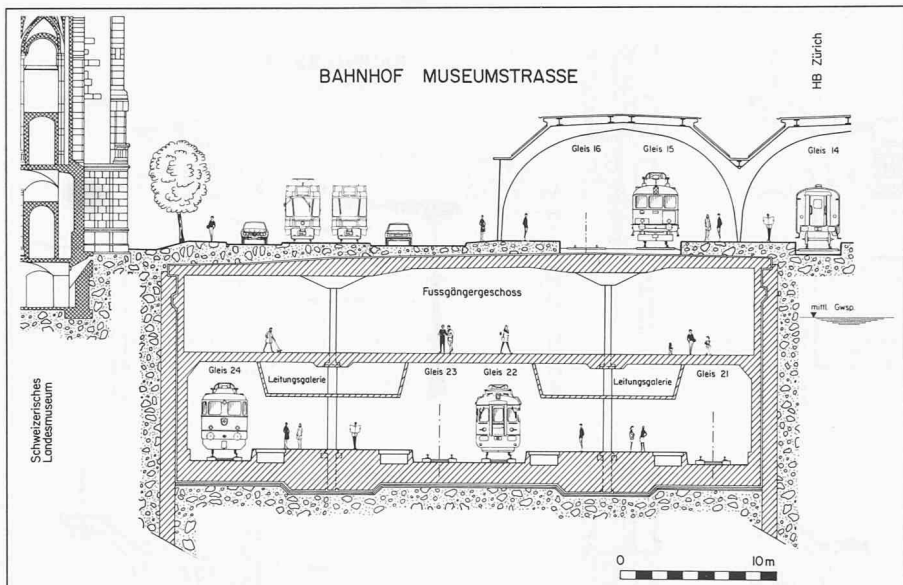 BAHNHOF MUSEUMSTRASSE
HB Zürich
Gleis 16
Gleis 15
Gleis 14
Fussgängergeschoss
mittl. Gwsp.
Gleis 24
Leitungsgalerie
Gleis 23
Gleis 22
Leitungsgalerie
Gleis 21
Schweizerisches
Landesmuseum
0
10 m